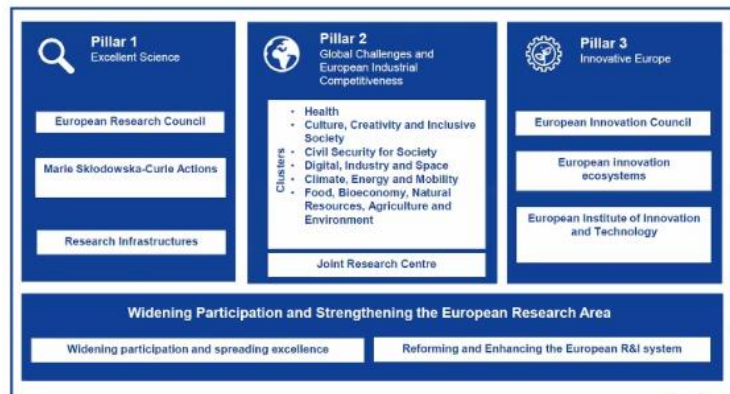 Pillar 1
Excellent Science
European Research Council
Marie Skłodowska-Curie Actions
Research Infrastructures
Pillar 2
Global Challenges and
European Industrial
Competitiveness
Clusters
• Health
• Culture, Creativity and Inclusive
Society
• Civil Security for Society
• Digital, Industry and Space
• Climate, Energy and Mobility
• Food, Bioeconomy, Natural
Resources, Agriculture and
Environment
Joint Research Centre
Pillar 3
Innovative Europe
European Innovation Council
European innovation
ecosystems
European Institute of Innovation
and Technology
Widening Participation and Strengthening the European Research Area
Widening participation and spreading excellence
Reforming and Enhancing the European R&I system